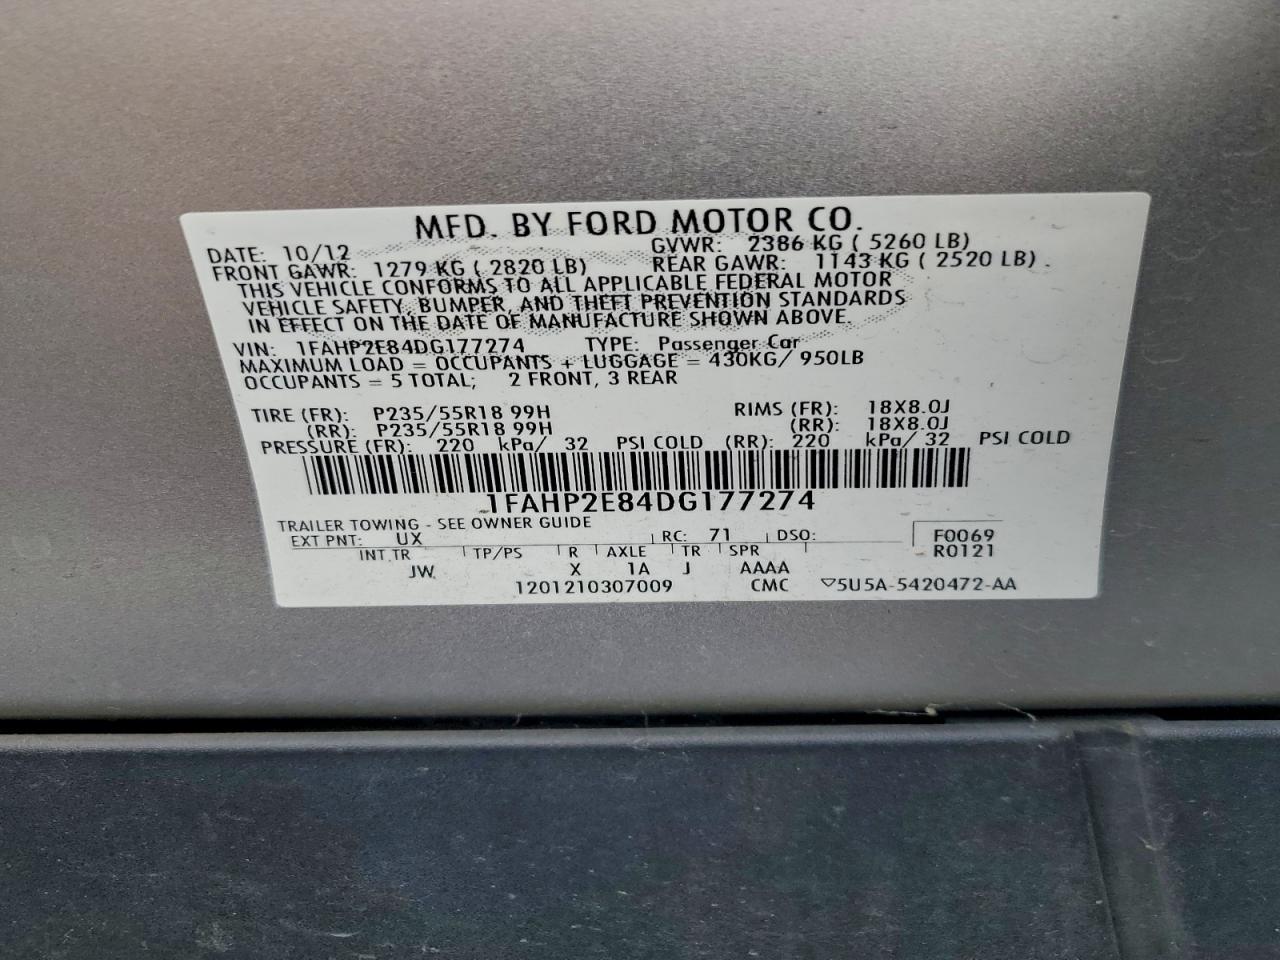 MFD. BY FORD MOTOR CO.
DATE: 10/12 GVWR: 2386 KG ( 5260 LB)
FRONT GAWR: 1279 KG ( 2820 LB) REAR GAWR: 1143 KG ( 2520 LB) .
THIS VEHICLE CONFORMS TO ALL APPLICABLE FEDERAL MOTOR
VEHICLE SAFETY, BUMPER, AND THEFT PREVENTION STANDARDS
IN EFFECT ON THE DATE OF MANUFACTURE SHOWN ABOVE.
VIN: 1FAHP2E84DG177274 TYPE: Passenger Car
MAXIMUM LOAD = OCCUPANTS + LUGGAGE = 430KG/ 950LB
OCCUPANTS = 5 TOTAL; 2 FRONT, 3 REAR
TIRE (FR): P235/55R18 99H RIMS (FR): 18X8.0J
(RR): P235/55R18 99H (RR): 18X8.0J
PRESSURE (FR): 220 kPa/ 32 PSI COLD (RR): 220 kPa/ 32 PSI COLD
1FAHP2E84DG177274
TRAILER TOWING - SEE OWNER GUIDE
EXT PNT: UX RC: 71 DSO: F0069
INT TR TP/PS R AXLE TR SPR R0121
JW X 1A J AAAA
1201210307009 CMC ▽5U5A-5420472-AA